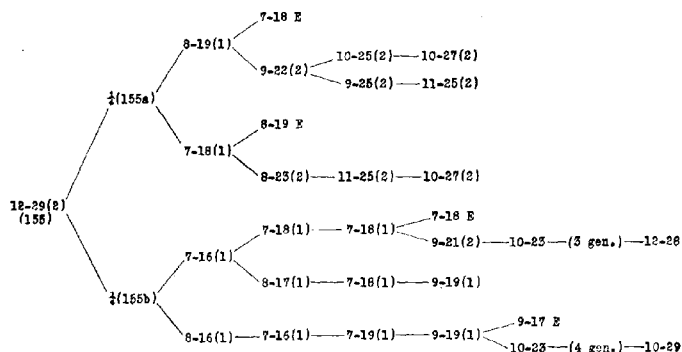 7-18 E
8-19(1)
9-22(2) 10-25(2) — 10-27(2)
9-25(2) — 11-25(2)
½(155a)
8-19 E
7-18(1)
8-23(2) — 11-25(2) — 10-27(2)
12-29(2)
(155)
7-18 E
7-18(1) — 7-18(1)
9-21(2) — 10-23 — (3 gen.) — 12-28
7-16(1)
8-17(1) — 7-18(1) — 9-19(1)
½(155b)
9-17 E
8-16(1) — 7-16(1) — 7-19(1) — 9-19(1)
10-23 — (4 gen.) — 10-29